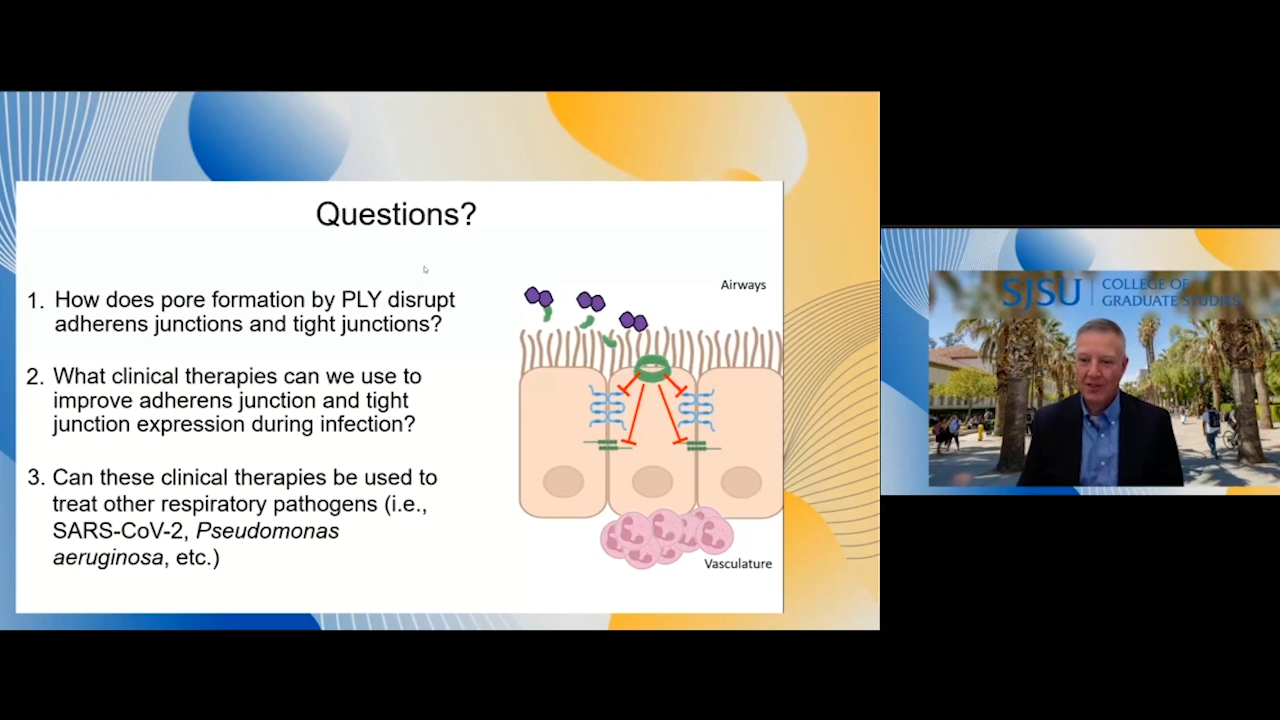 Questions?
1. How does pore formation by PLY disrupt
adherens junctions and tight junctions?
2. What clinical therapies can we use to
improve adherens junction and tight
junction expression during infection?
3. Can these clinical therapies be used to
treat other respiratory pathogens (i.e.,
SARS-CoV-2, Pseudomonas
aeruginosa, etc.)
Airways
Vasculature
SJSU
COLLEGE OF
GRADUATE STUDIES